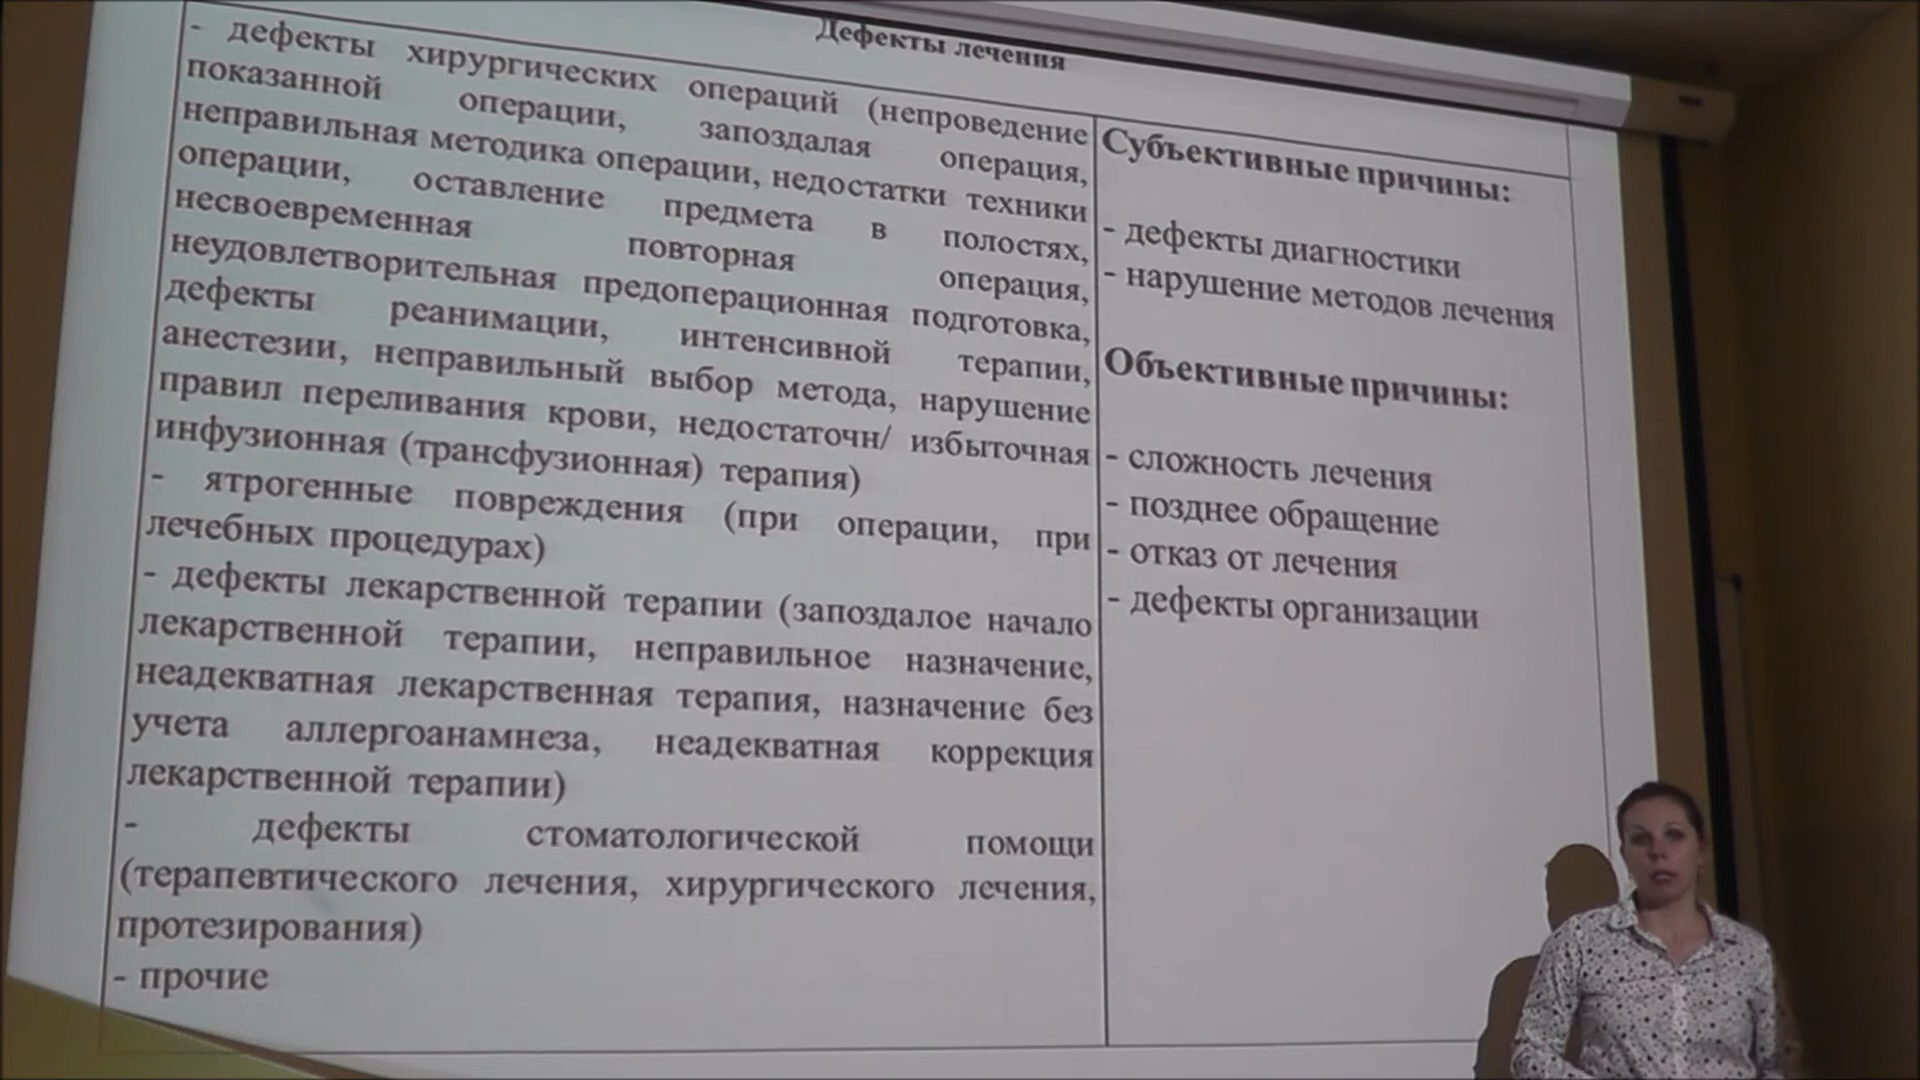 Дефекты лечения
- дефекты хирургических операций (непроведение
показанной операции, запоздалая операция,
неправильная методика операции, недостатки техники
операции, оставление предмета в полостях,
несвоевременная повторная операция,
неудовлетворительная предоперационная подготовка,
дефекты реанимации, интенсивной терапии,
анестезии, неправильный выбор метода, нарушение
правил переливания крови, недостаточн/ избыточная
инфузионная (трансфузионная) терапия)
- ятрогенные повреждения (при операции, при
лечебных процедурах)
- дефекты лекарственной терапии (запоздалое начало
лекарственной терапии, неправильное назначение,
неадекватная лекарственная терапия, назначение без
учета аллергоанамнеза, неадекватная коррекция
лекарственной терапии)
- дефекты стоматологической помощи
(терапевтического лечения, хирургического лечения,
протезирования)
- прочие
Субъективные причины:
- дефекты диагностики
- нарушение методов лечения
Объективные причины:
- сложность лечения
- позднее обращение
- отказ от лечения
- дефекты организации